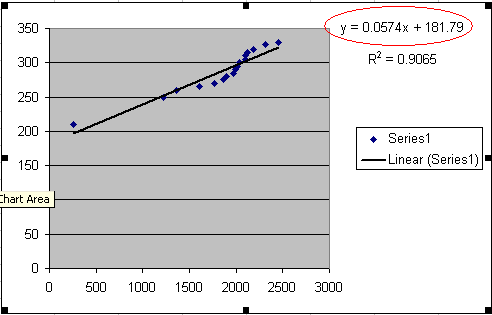 350
300
250
200
150
100
50
0
0 500 1000 1500 2000 2500 3000
Chart Area
y = 0.0574x + 181.79
R² = 0.9065
Series1
Linear (Series1)